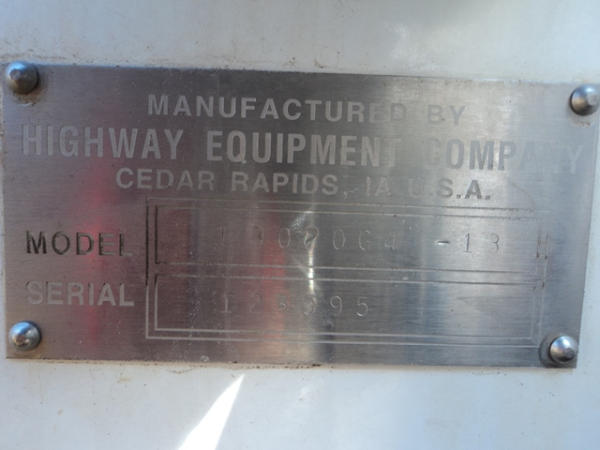 MANUFACTURED BY
HIGHWAY EQUIPMENT COMPANY
CEDAR RAPIDS, IA U.S.A.
MODEL
SERIAL